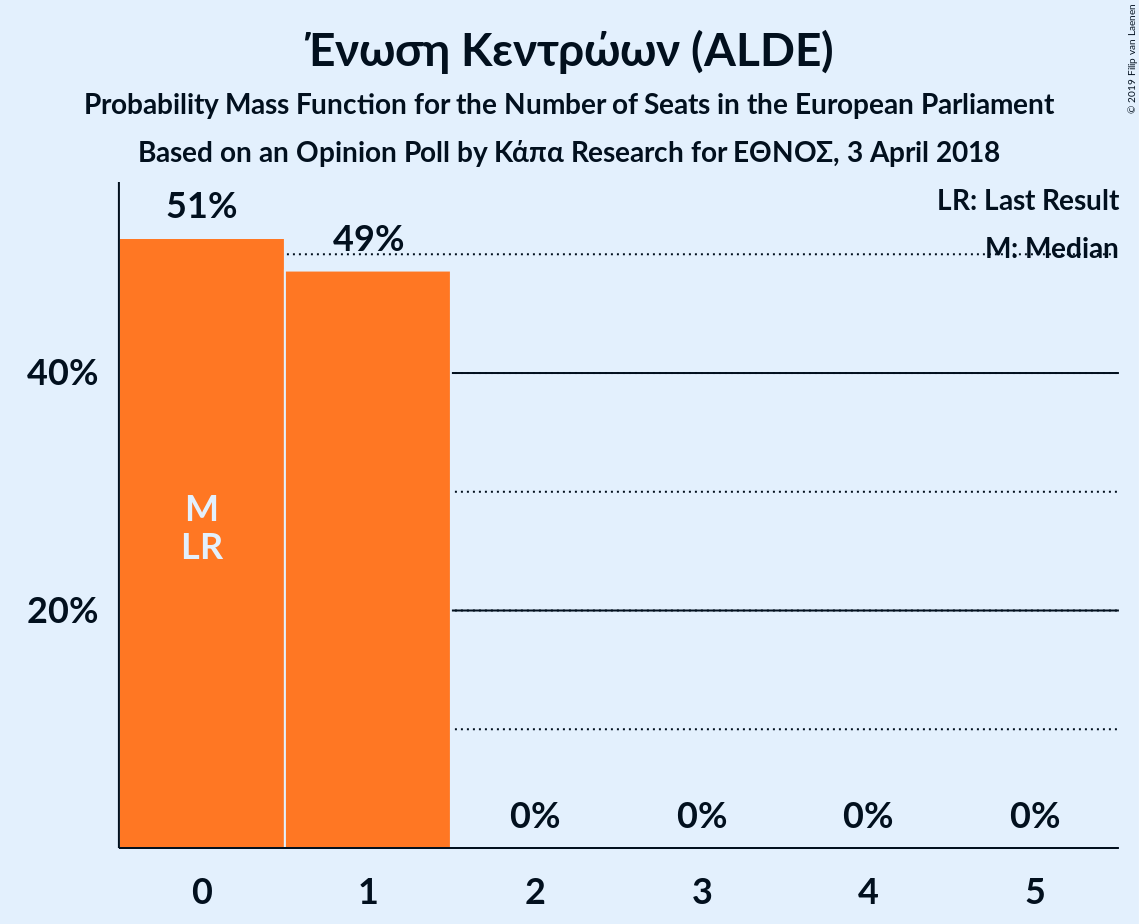 Ένωση Κεντρώων (ALDE)
Probability Mass Function for the Number of Seats in the European Parliament
Based on an Opinion Poll by Κάπα Research for ΕΘΝΟΣ, 3 April 2018
© 2019 Filip van Laenen
LR: Last Result
M: Median
51%
49%
40%
20%
M
LR
0%
0%
0%
0%
0
1
2
3
4
5